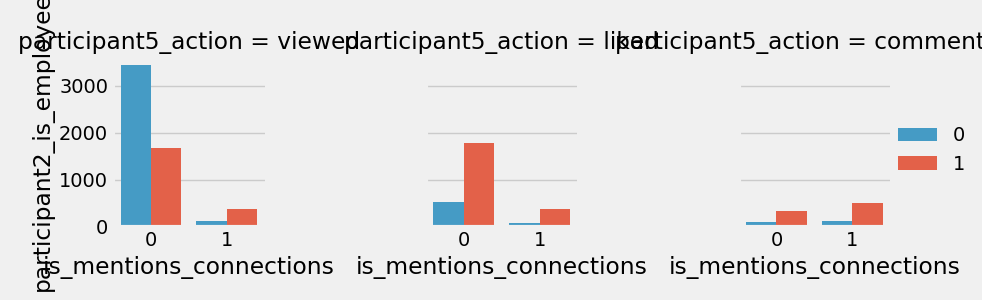 participant5_action = viewed
participant5_action = liked
participant5_action = comment
participant2_is_employee
3000
2000
1000
0
0
1
is_mentions_connections
0
1
is_mentions_connections
0
1
is_mentions_connections
0
1